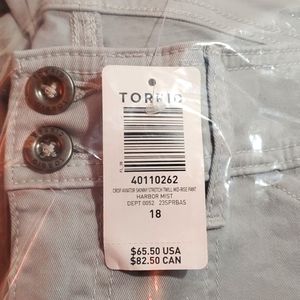 TORRID
40110262
CROP AVIATOR SKINNY STRETCH TWILL MID-RISE PANT
HARBOR MIST
DEPT 0052 23SPRBAS
18
$65.50 USA
$82.50 CAN